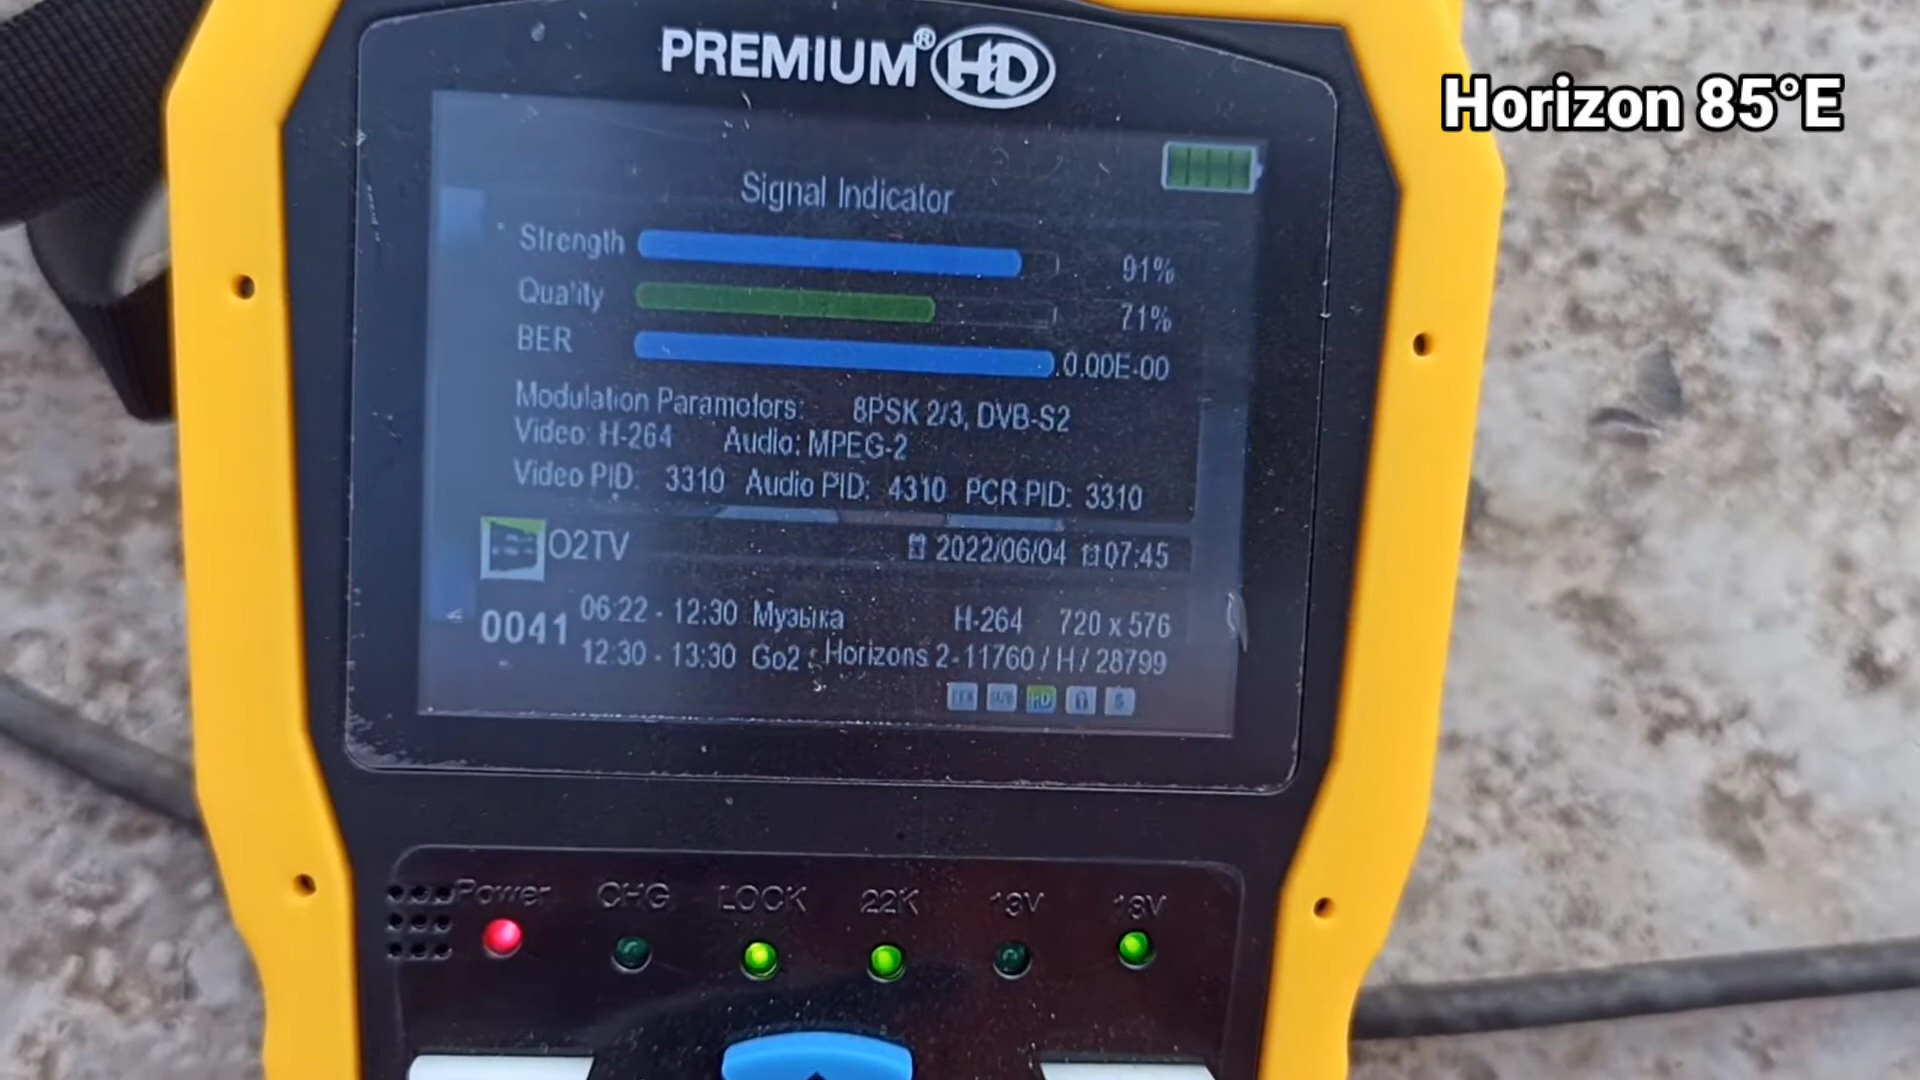 PREMIUM® HD
Horizon 85°E
Signal Indicator
Strength 91%
Quality 71%
BER 0.00E-00
Modulation Paramotors: 8PSK 2/3, DVB-S2
Video: H-264 Audio: MPEG-2
Video PID: 3310 Audio PID: 4310 PCR PID: 3310
O2TV 2022/06/04 07:45
0041 06:22 - 12:30 Музыка H-264 720 x 576
12:30 - 13:30 Go2 : Horizons 2-11760 / H / 28799
HD $
Power CHG LOCK 22K 13V 18V